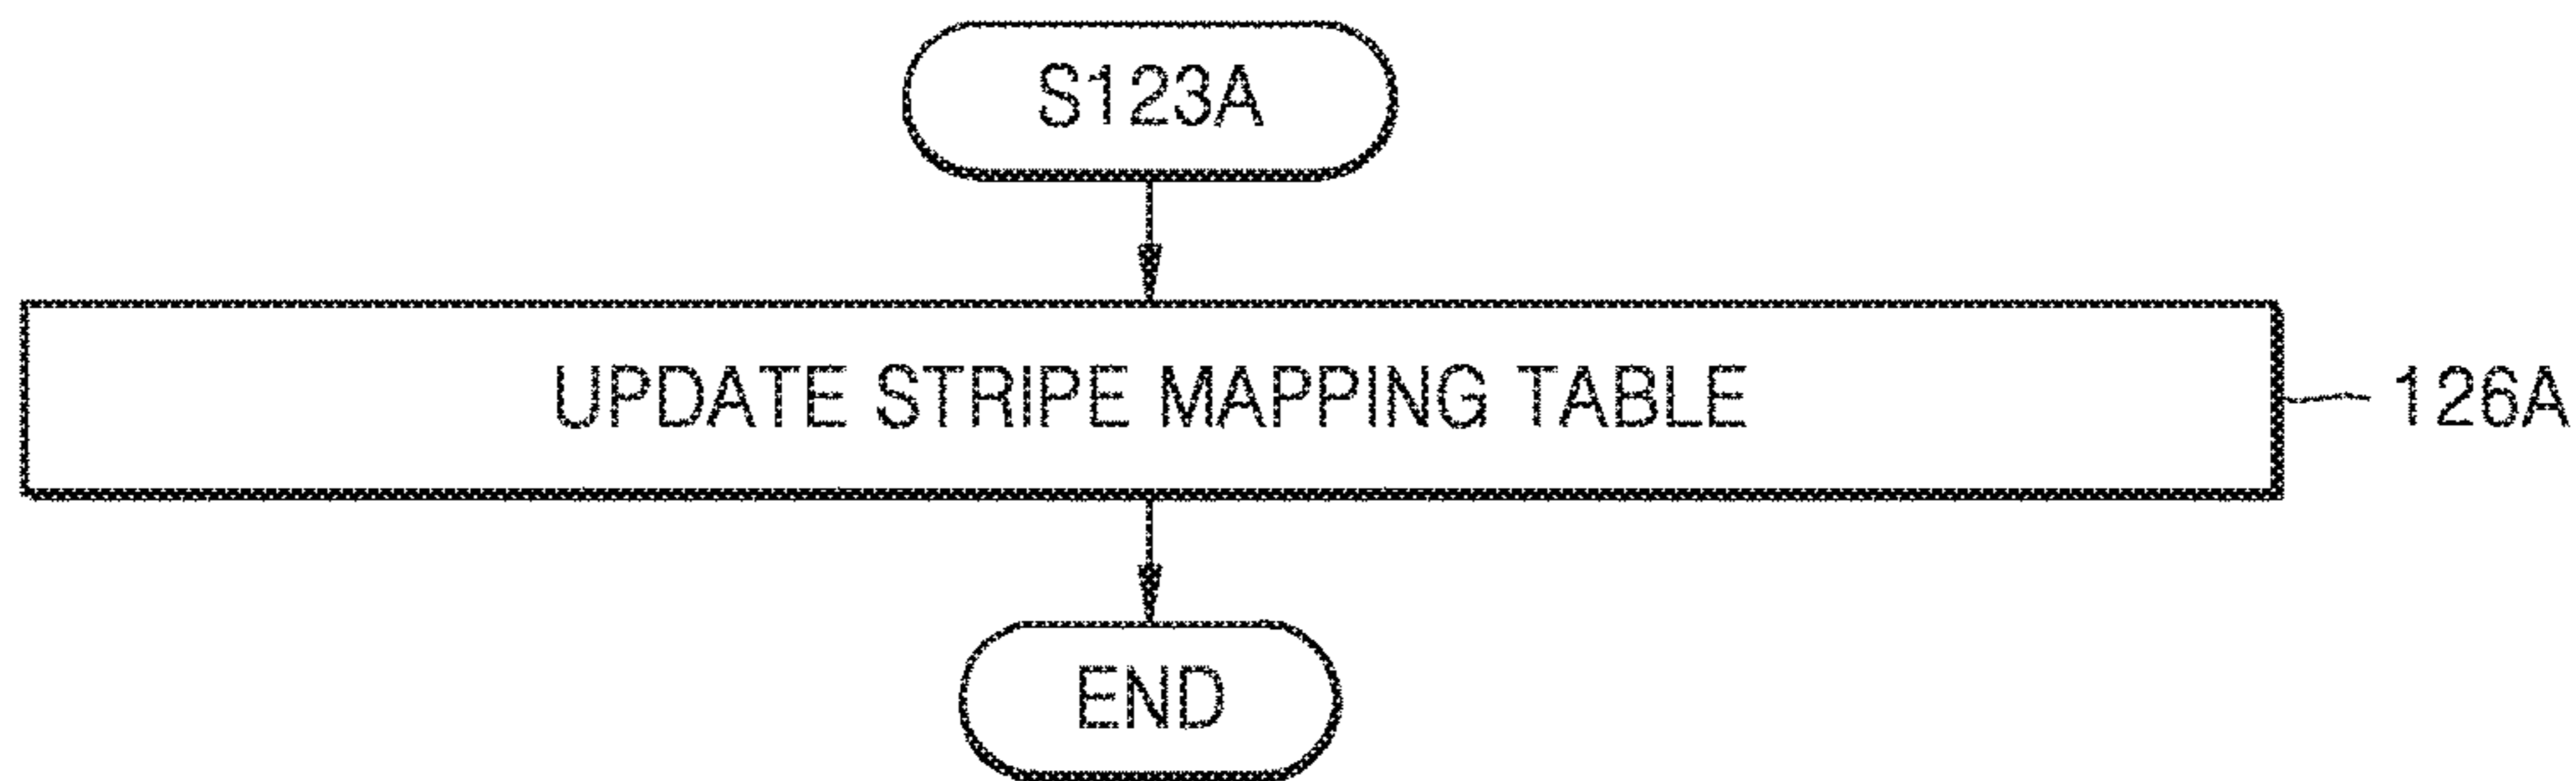 S123A
UPDATE STRIPE MAPPING TABLE
126A
END